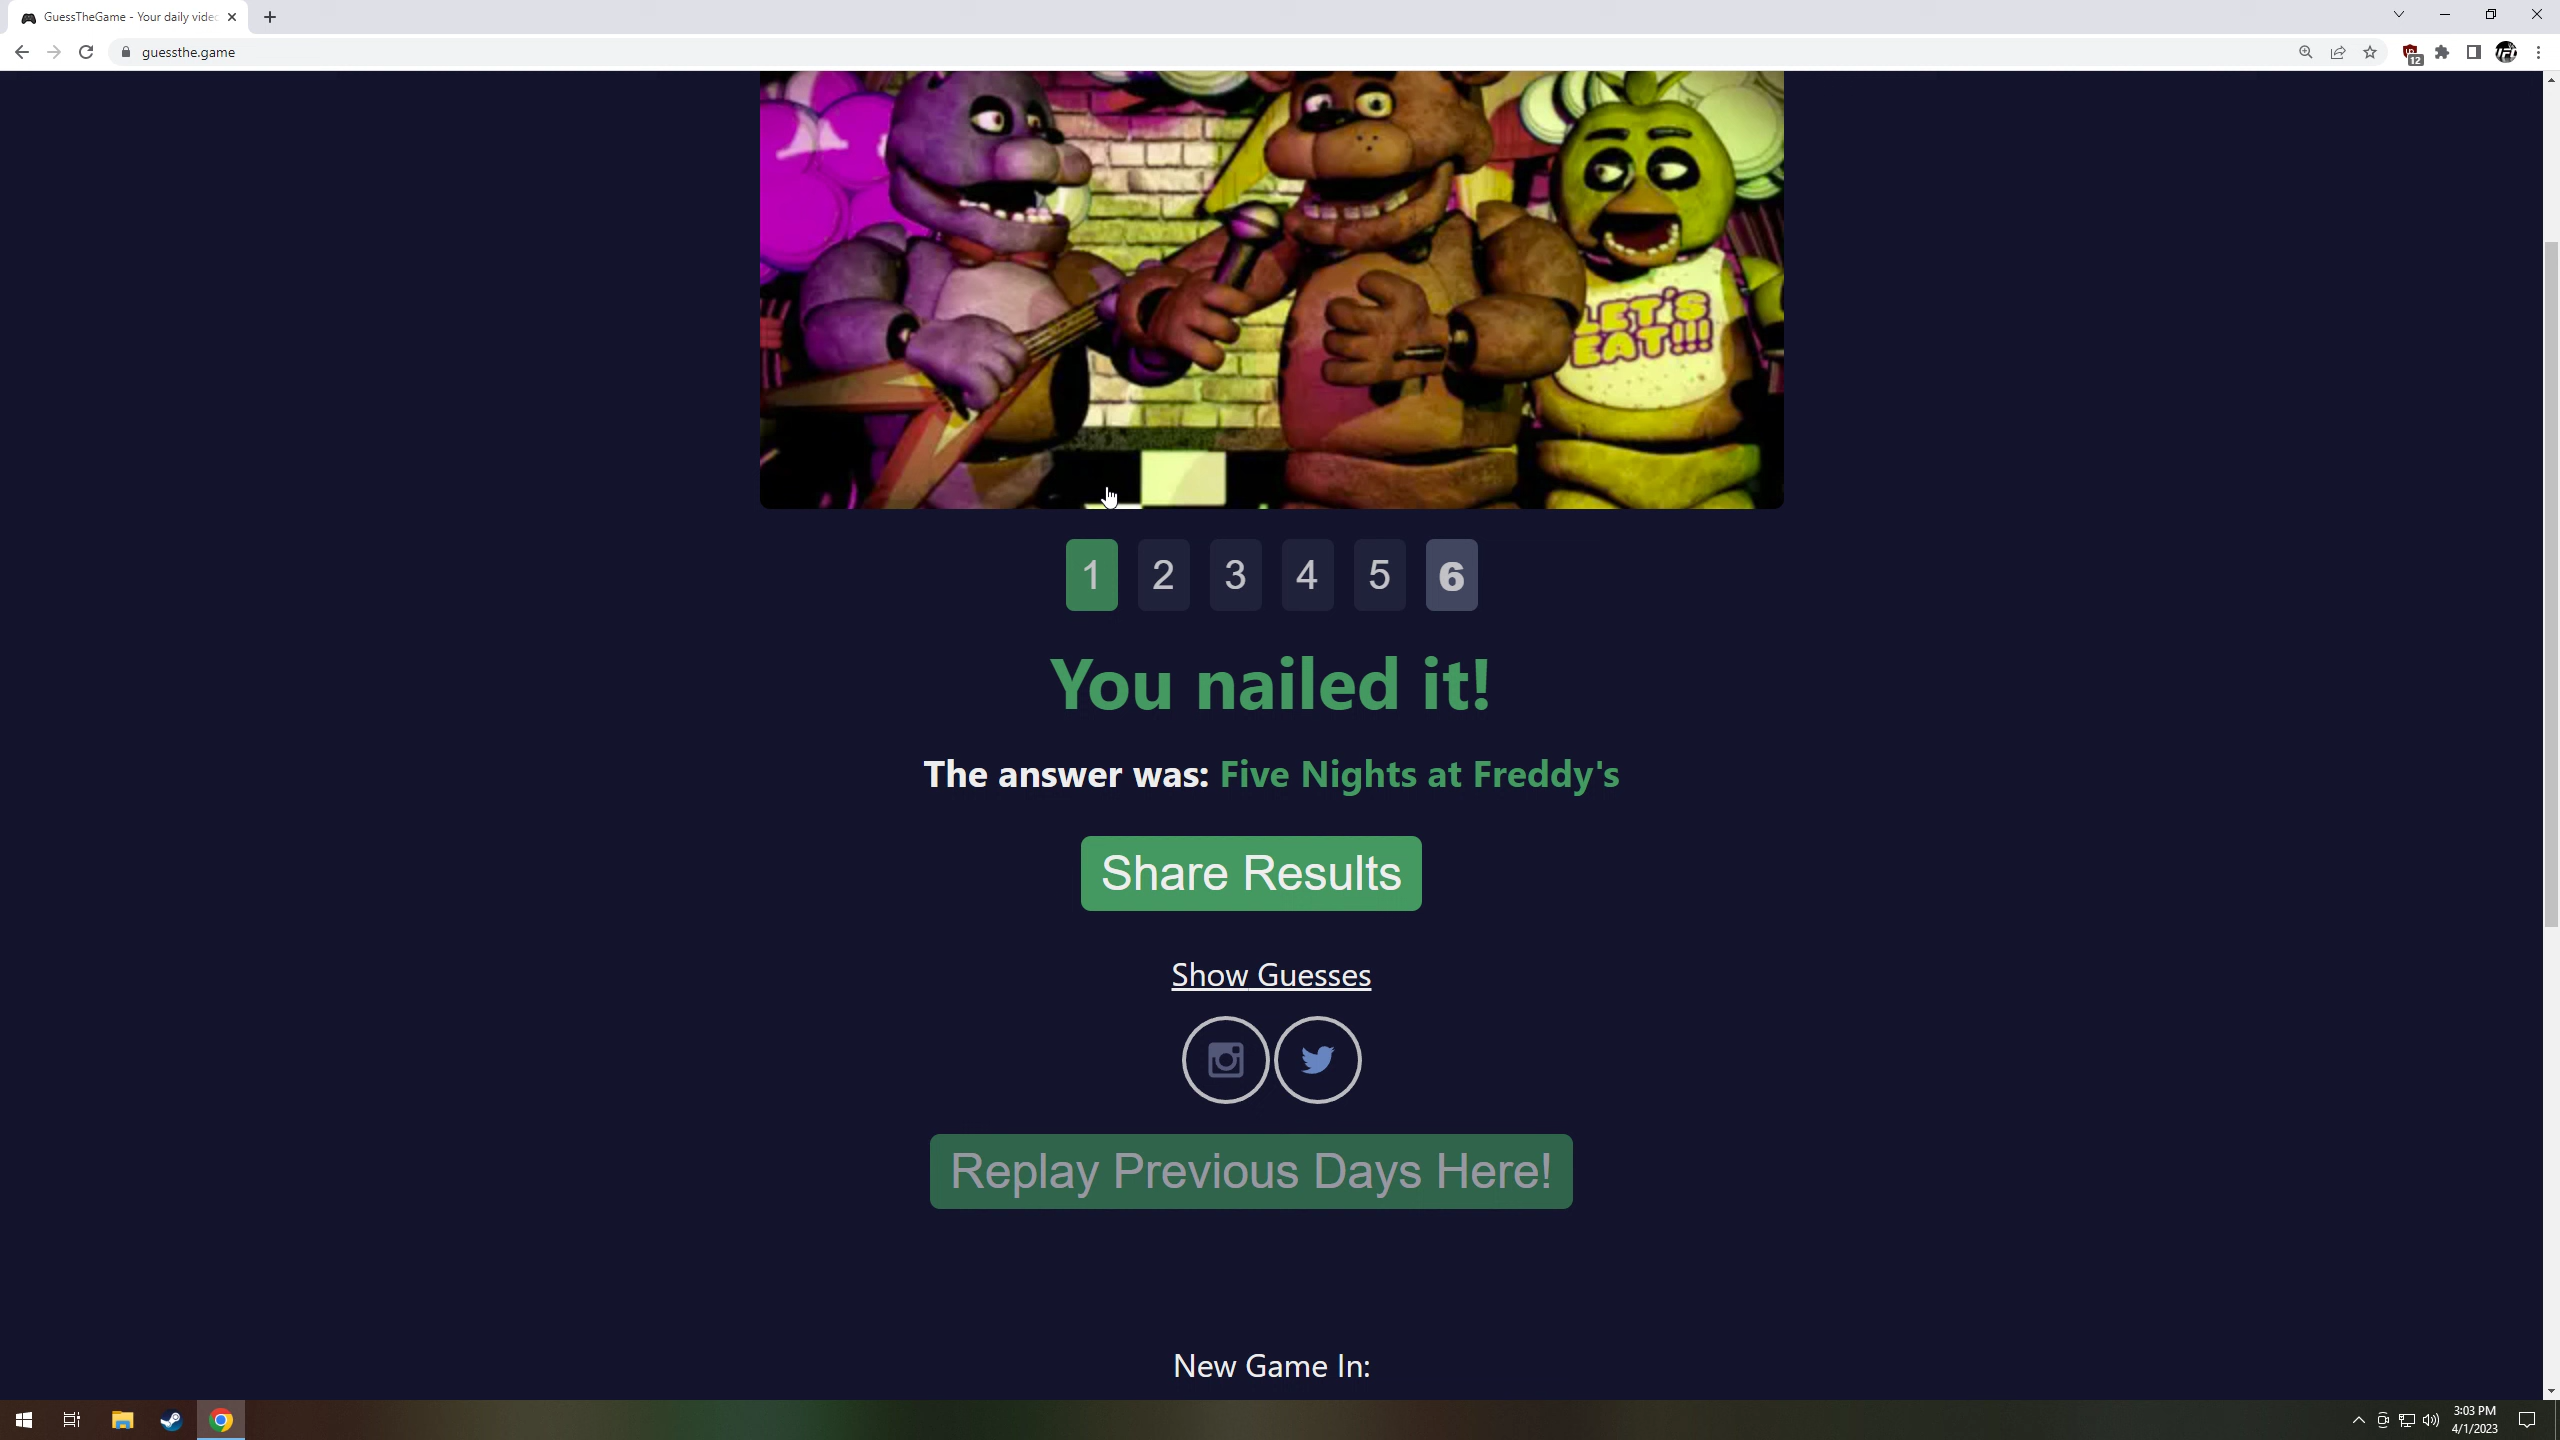 GuessTheGame - Your daily video
guessthe.game
12
LET'S
EAT!!!
1 2 3 4 5 6
You nailed it!
The answer was: Five Nights at Freddy's
Share Results
Show Guesses
Replay Previous Days Here!
New Game In:
3:03 PM
4/1/2023